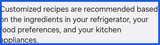 Customized recipes are recommended based
on the ingredients in your refrigerator, your
food preferences, and your kitchen
appliances.